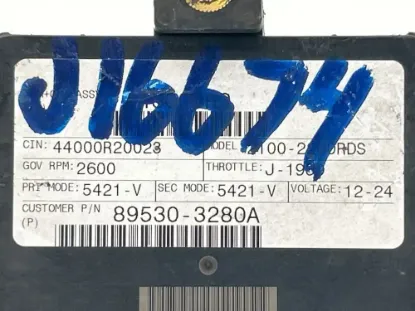 J16674
CIN: 44000R20023 MODEL
GOV RPM: 2600 THROTTLE: J-19
PRI MODE: 5421-V SEC MODE: 5421-V VOLTAGE: 12-24
CUSTOMER P/N 89530-3280A
(P)